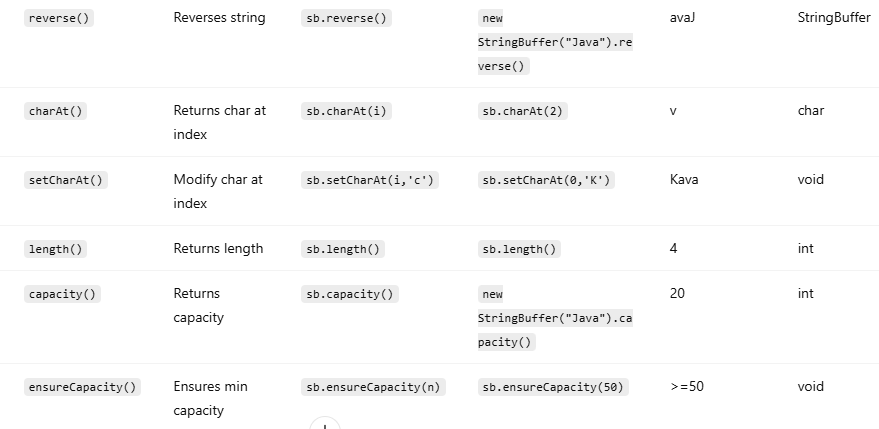 reverse() Reverses string sb.reverse() new avaJ StringBuffer
StringBuffer("Java").re
verse()
charAt() Returns char at sb.charAt(i) sb.charAt(2) v char
index
setCharAt() Modify char at sb.setCharAt(i,'c') sb.setCharAt(0,'K') Kava void
index
length() Returns length sb.length() sb.length() 4 int
capacity() Returns sb.capacity() new 20 int
capacity StringBuffer("Java").ca
pacity()
ensureCapacity() Ensures min sb.ensureCapacity(n) sb.ensureCapacity(50) >=50 void
capacity